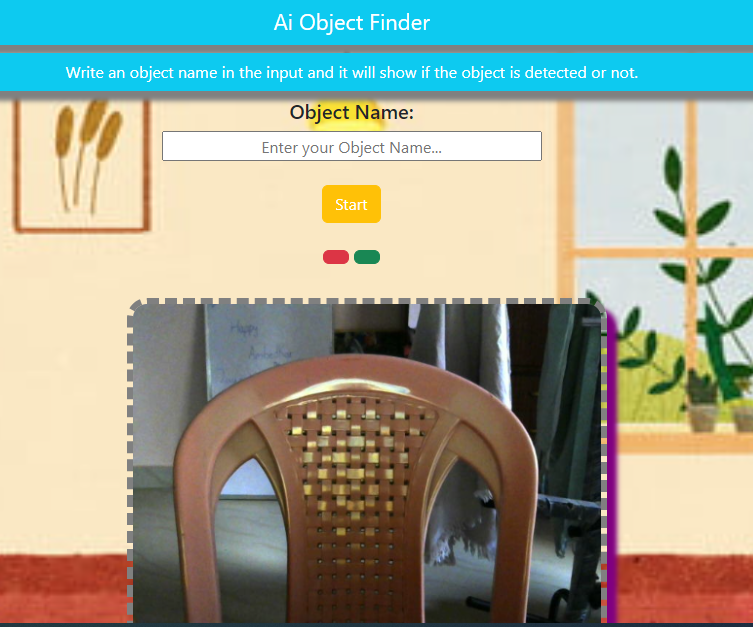 Ai Object Finder
Write an object name in the input and it will show if the object is detected or not.
Object Name:
Enter your Object Name...
Start
Happy